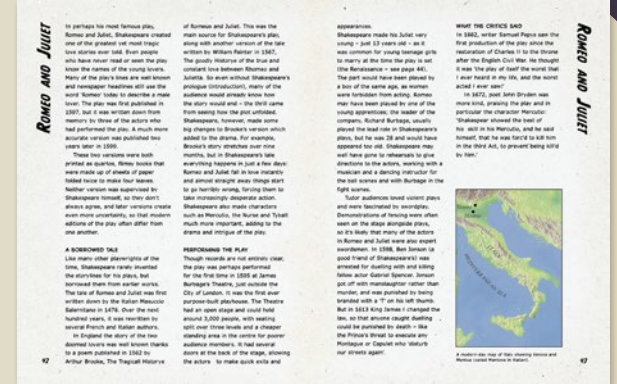 ROMEO AND JULIET
In perhaps his most famous play,
Romeo and Juliet, Shakespeare created
one of the greatest yet most tragic
love stories ever told. Even people
who have never read or seen the play
know the names of the young lovers.
Many of the play's lines are well-known
and newspaper headlines still use the
word 'Romeo' today to describe a male
lover. The play was first published in
1597, but it was written down from
memory by three of the actors who
had performed the play. A much more
accurate version was published two
years later in 1599.
These two versions were both
printed as quartos, flimsy books that
were made up of sheets of paper
folded twice to make four leaves.
Neither version was supervised by
Shakespeare himself, so they don't
always agree, and later versions create
even more uncertainty, so that modern
editions of the play often differ from
one another.
A BORROWED TALE
Like many other playwrights of the
time, Shakespeare rarely invented
the storylines for his plays, but
borrowed them from earlier works.
The tale of Romeo and Juliet was first
written down by the Italian Masuccio
Salernitano in 1476. Over the next
hundred years, it was rewritten by
several French and Italian authors.
In England the story of the two
doomed lovers was well known thanks
to a poem published in 1562 by
Arthur Brooke, The Tragicall Historye
42
of Romeus and Juliet. This was the
main source for Shakespeare's play,
along with another version of the tale
written by William Painter in 1567,
The goodly Historye of the true and
constant love between Rhomeo and
Julietta. So even without Shakespeare's
prologue (introduction), many of the
audience would already know how
the story would end – the thrill came
from seeing how the plot unfolded.
Shakespeare, however, made some
big changes to Brooke's version which
added to the drama. For example,
Brooke's story stretches over nine
months, but in Shakespeare's tale
everything happens in just a few days:
Romeo and Juliet fall in love instantly
and almost straight away things start
to go horribly wrong, forcing them to
take increasingly desperate action.
Shakespeare also made characters
such as Mercutio, the Nurse and Tybalt
much more important, adding to the
drama and intrigue of the play.
PERFORMING THE PLAY
Though records are not entirely clear,
the play was perhaps performed
for the first time in 1595 at James
Burbage's Theatre, just outside the
City of London. It was the first ever
purpose-built playhouse. The Theatre
had an open stage and could hold
around 3,000 people, with seating
split over three levels and a cheaper
standing area in the centre for poorer
audience members. It had several
doors at the back of the stage, allowing
the actors to make quick exits and
appearances.
Shakespeare made his Juliet very
young – just 13 years old – as it
was common for young teenage girls
to marry at the time the play is set
(the Renaissance – see page 44).
The part would have been played by
a boy of the same age, as women
were forbidden from acting. Romeo
may have been played by one of the
young apprentices; the leader of the
company, Richard Burbage, usually
played the lead role in Shakespeare's
plays, but he was 28 and would have
appeared too old. Shakespeare may
well have gone to rehearsals to give
directions to the actors, working with a
musician and a dancing instructor for
the ball scenes and with Burbage in the
fight scenes.
Tudor audiences loved violent plays
and were fascinated by swordplay.
Demonstrations of fencing were often
seen on the stage alongside plays,
so it's likely that many of the actors
in Romeo and Juliet were also expert
swordsmen. In 1598, Ben Jonson (a
good friend of Shakespeare's) was
arrested for duelling with and killing
fellow actor Gabriel Spencer. Jonson
got off with manslaughter rather than
murder, and was punished by being
branded with a 'T' on his left thumb.
But in 1613 King James I changed the
law, so that anyone caught duelling
could be punished by death – like
the Prince's threat to execute any
Montague or Capulet who 'disturb
our streets again'.
WHAT THE CRITICS SAID
In 1662, writer Samuel Pepys saw the
first production of the play since the
restoration of Charles II to the throne
after the English Civil War. He thought
it was 'the play of itself the worst that
I ever heard in my life, and the worst
acted I ever saw!'
In 1672, poet John Dryden was
more kind, praising the play and in
particular the character Mercutio:
'Shakespear showed the best of
his skill in his Mercutio, and he said
himself, that he was forc'd to kill him
in the third Act, to prevent being kill'd
by him.'
ITALY
A modern-day map of Italy showing Verona and
Mantua (called Mantova in Italian).
43
ROMEO AND JULIET